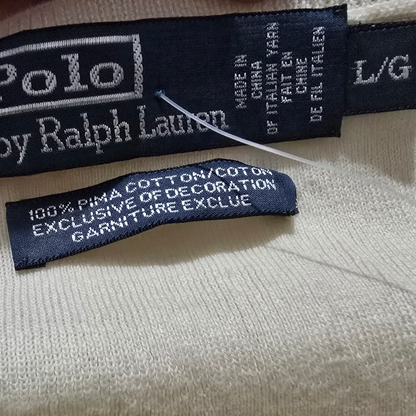 Polo
by Ralph Lauren
MADE IN
CHINA
OF ITALIAN YARN
FAIT EN
CHINE
DE FIL ITALIEN
L/G
100% PIMA COTTON/COTON
EXCLUSIVE OF DECORATION
GARNITURE EXCLUE